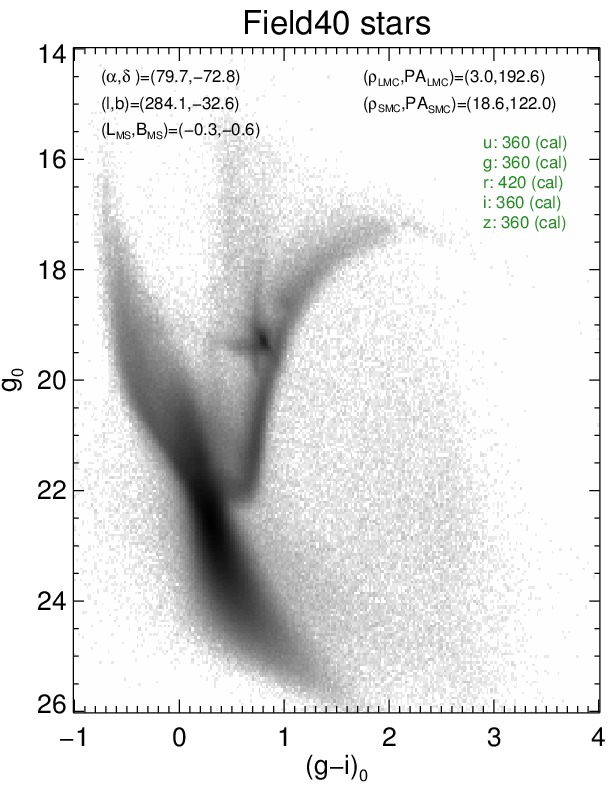 Field40 stars
(α,δ )=(79.7,−72.8)
(ρLMC,PALMC)=(3.0,192.6)
(l,b)=(284.1,−32.6)
(ρSMC,PASMC)=(18.6,122.0)
(LMS,BMS)=(−0.3,−0.6)
u: 360 (cal)
g: 360 (cal)
r: 420 (cal)
i: 360 (cal)
z: 360 (cal)
14
16
18
20
22
24
26
g0
−1 0 1 2 3 4
(g−i)0